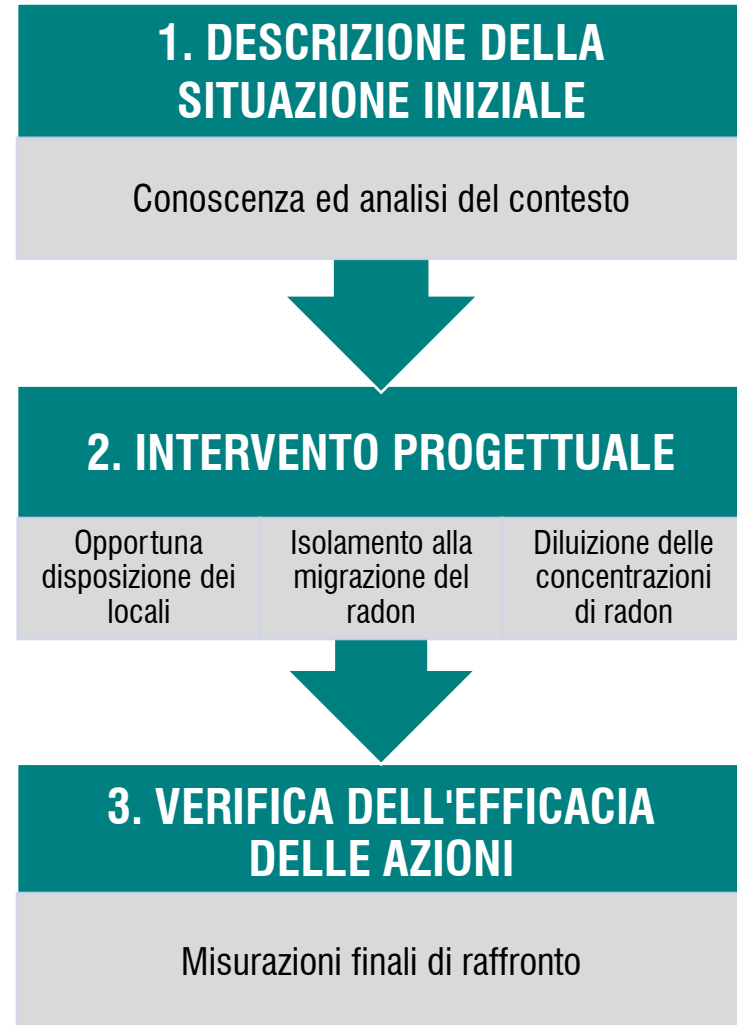 1. DESCRIZIONE DELLA
SITUAZIONE INIZIALE
Conoscenza ed analisi del contesto
2. INTERVENTO PROGETTUALE
Opportuna
disposizione dei
locali
Isolamento alla
migrazione del
radon
Diluizione delle
concentrazioni
di radon
3. VERIFICA DELL'EFFICACIA
DELLE AZIONI
Misurazioni finali di raffronto